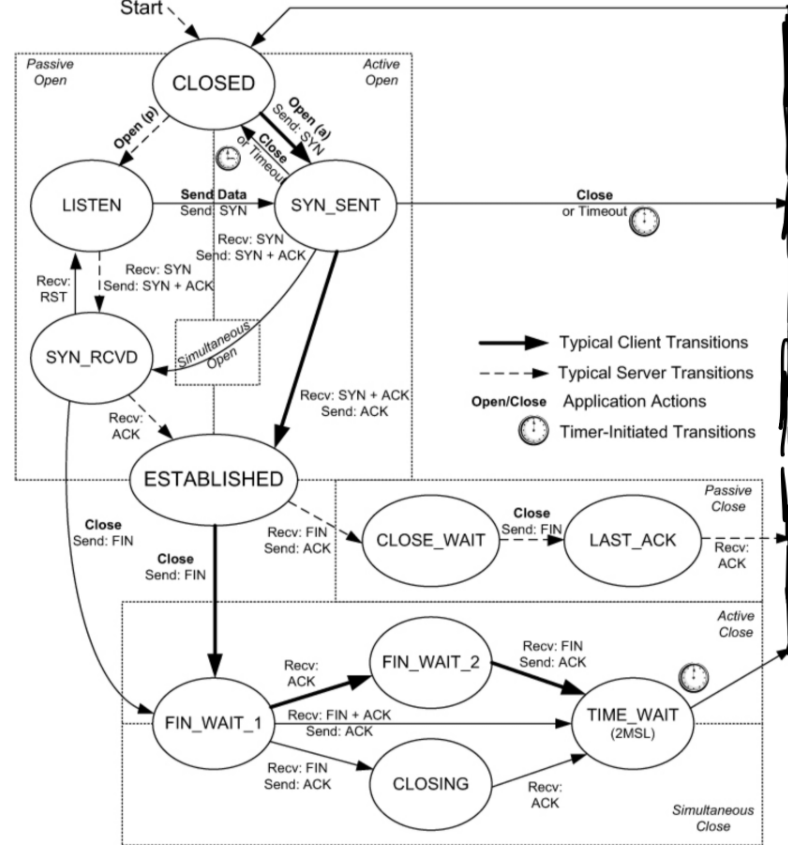 Start
Passive
Open
Active
Open
CLOSED
Open (p)
Open (a)
Send: SYN
Close
or Timeout
LISTEN
Send Data
Send: SYN
SYN_SENT
Close
or Timeout
Recv: SYN
Send: SYN + ACK
Recv:
RST
Recv: SYN
Send: SYN + ACK
SYN_RCVD
Simultaneous
Open
Recv:
ACK
Recv: SYN + ACK
Send: ACK
Typical Client Transitions
Typical Server Transitions
Open/Close Application Actions
Timer-Initiated Transitions
ESTABLISHED
Passive
Close
Close
Send: FIN
Close
Send: FIN
Recv: FIN
Send: ACK
CLOSE_WAIT
Close
Send: FIN
LAST_ACK
Recv:
ACK
Active
Close
FIN_WAIT_2
Recv: FIN
Send: ACK
Recv:
ACK
FIN_WAIT_1
Recv: FIN + ACK
Send: ACK
TIME_WAIT
(2MSL)
Recv: FIN
Send: ACK
CLOSING
Recv:
ACK
Simultaneous
Close